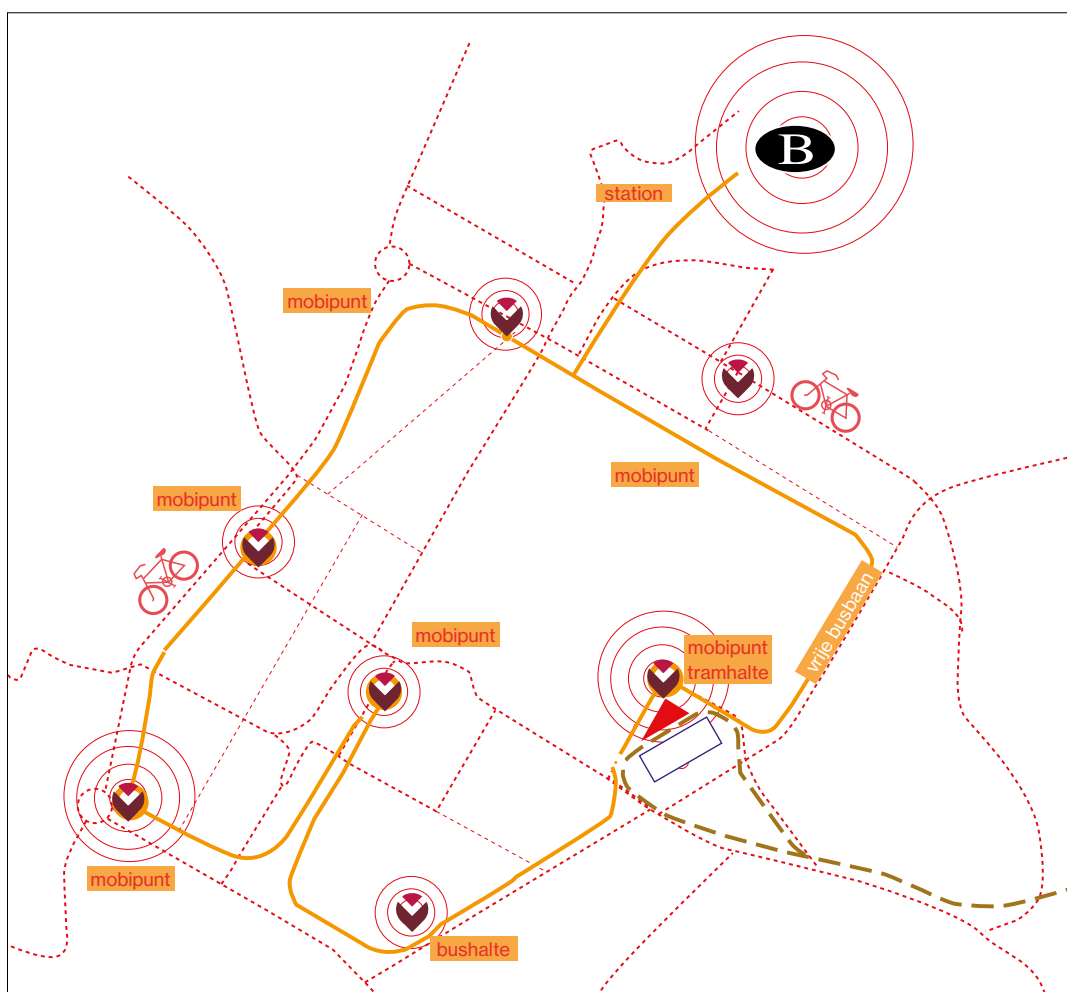 B
station
mobipunt
mobipunt
mobipunt
vrije busbaan
mobipunt
mobipunt
tramhalte
mobipunt
bushalte